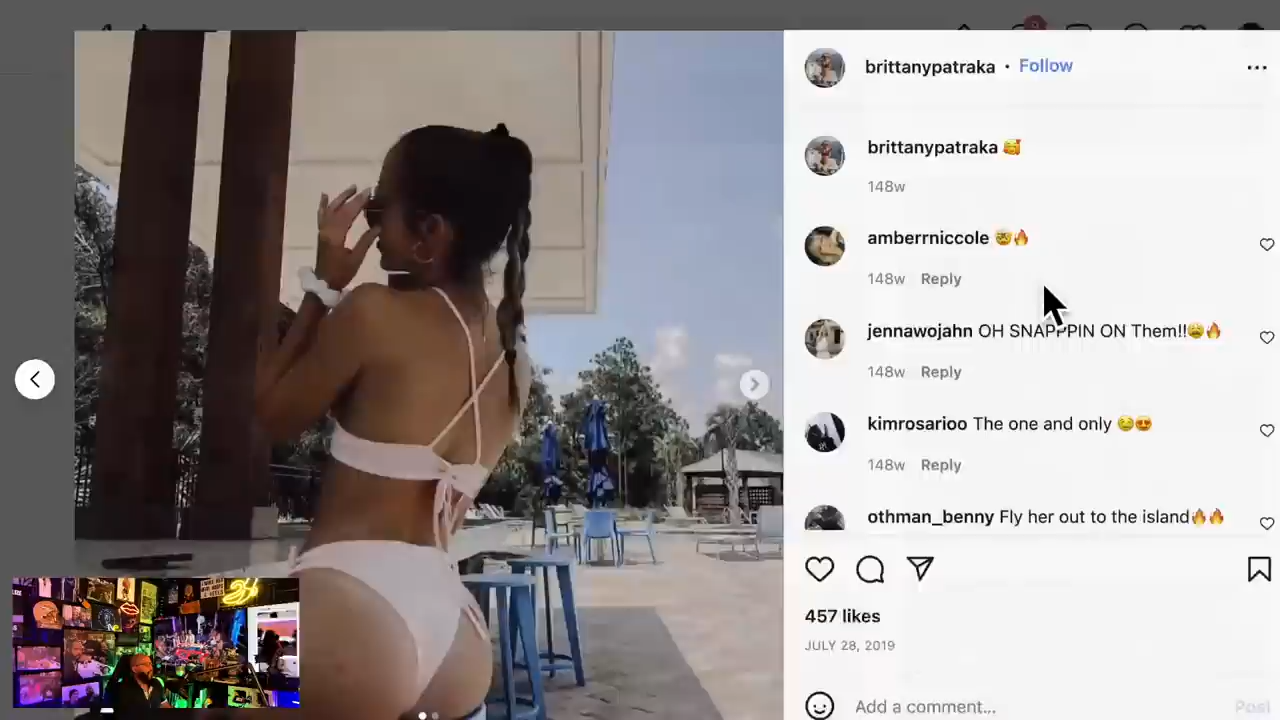 brittanypatraka • Follow
brittanypatraka 🥰
148w
amberrniccole 🤯🔥
148w Reply
jennawojahn OH SNAPPPIN ON Them!!😩🔥
148w Reply
kimrosarioo The one and only 🤤😍
148w Reply
othman_benny Fly her out to the island🔥🔥
457 likes
JULY 28, 2019
Add a comment...
Post